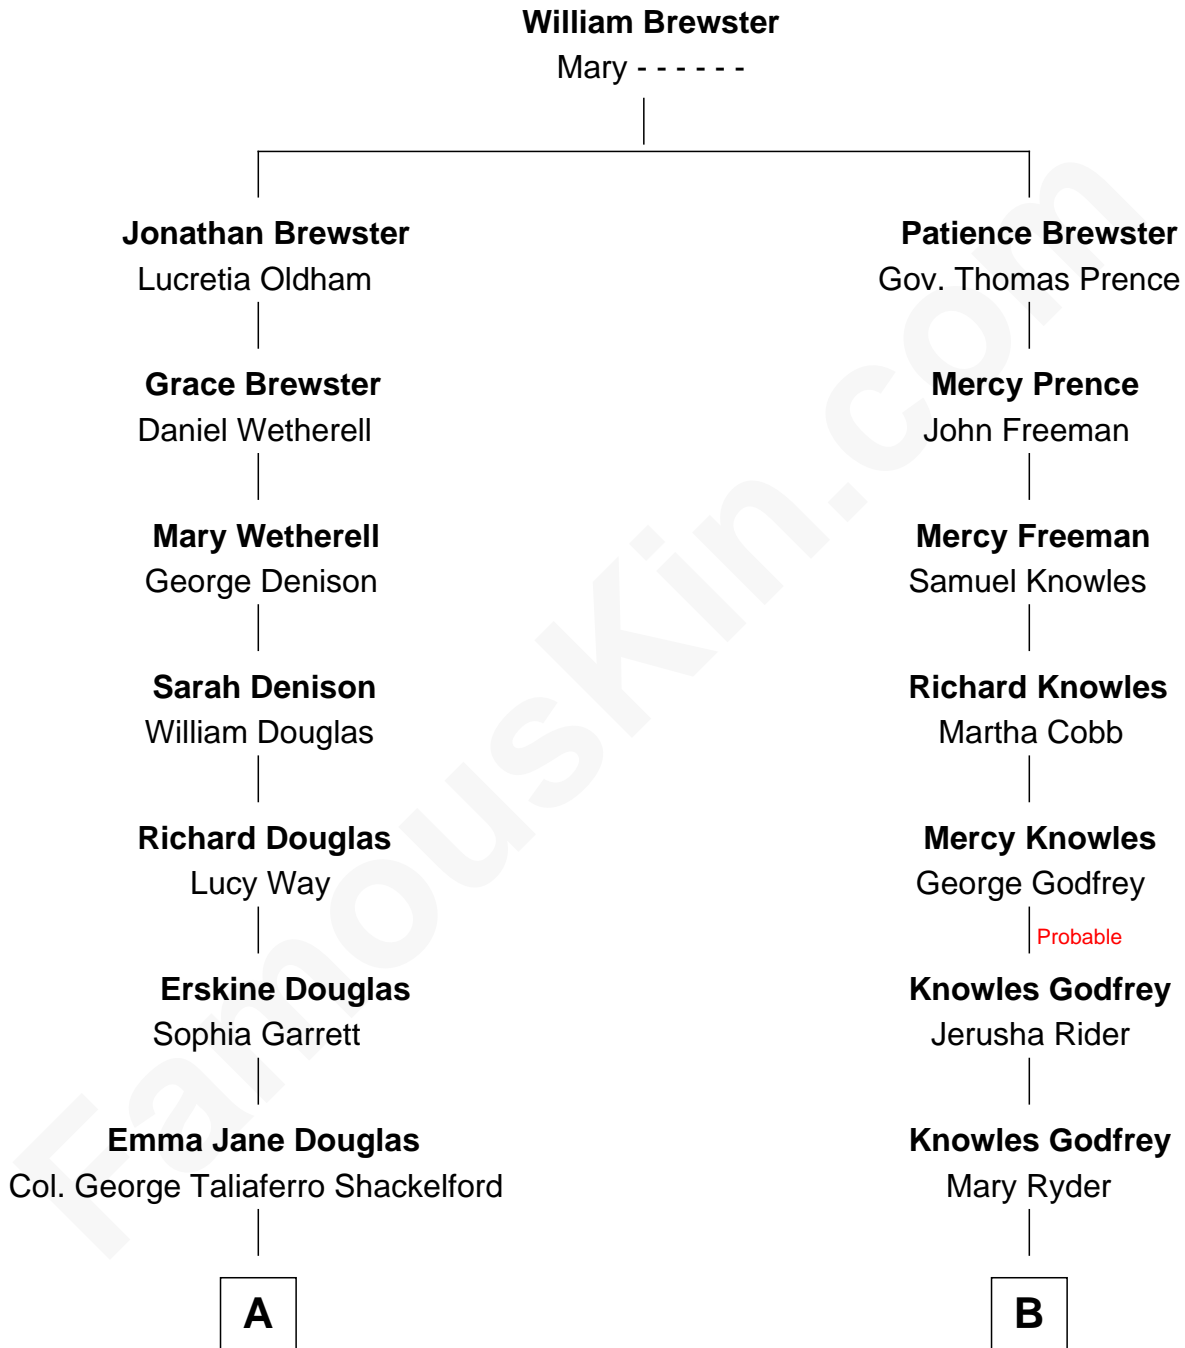 William Brewster
Mary - - - - - -
Jonathan Brewster
Lucretia Oldham
Patience Brewster
Gov. Thomas Prence
Grace Brewster
Daniel Wetherell
Mercy Prence
John Freeman
Mary Wetherell
George Denison
Mercy Freeman
Samuel Knowles
Sarah Denison
William Douglas
Richard Knowles
Martha Cobb
Richard Douglas
Lucy Way
Mercy Knowles
George Godfrey
Probable
Erskine Douglas
Sophia Garrett
Knowles Godfrey
Jerusha Rider
Emma Jane Douglas
Col. George Taliaferro Shackelford
Knowles Godfrey
Mary Ryder
A
B
FamousKin.com